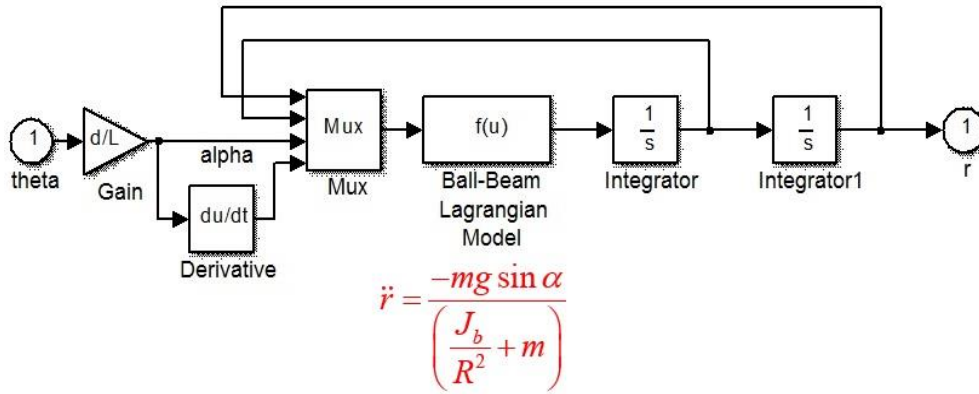 1
theta
d/L
Gain
alpha
du/dt
Derivative
Mux
Mux
f(u)
Ball-Beam
Lagrangian
Model
1/s
Integrator
1/s
Integrator1
1
r
r̈ = −mg sin α / (J_b/R² + m)